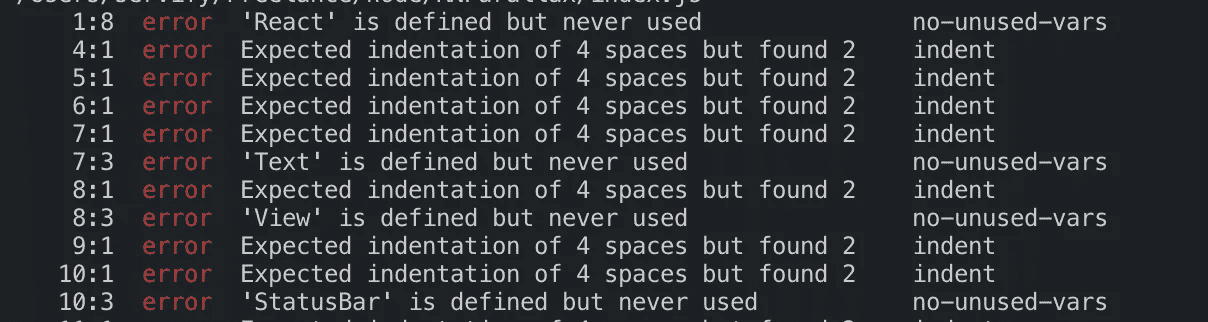 1:8 error 'React' is defined but never used no-unused-vars
4:1 error Expected indentation of 4 spaces but found 2 indent
5:1 error Expected indentation of 4 spaces but found 2 indent
6:1 error Expected indentation of 4 spaces but found 2 indent
7:1 error Expected indentation of 4 spaces but found 2 indent
7:3 error 'Text' is defined but never used no-unused-vars
8:1 error Expected indentation of 4 spaces but found 2 indent
8:3 error 'View' is defined but never used no-unused-vars
9:1 error Expected indentation of 4 spaces but found 2 indent
10:1 error Expected indentation of 4 spaces but found 2 indent
10:3 error 'StatusBar' is defined but never used no-unused-vars